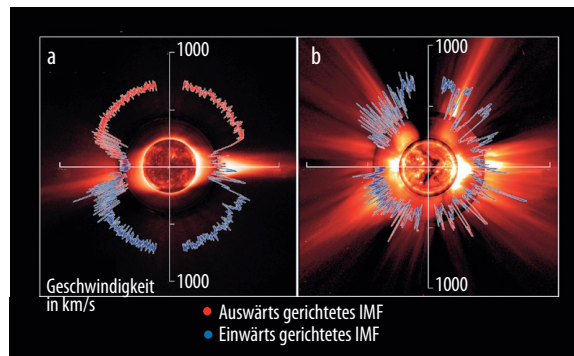 a
1000
b
1000
Geschwindigkeit
in km/s
1000
1000
Auswärts gerichtetes IMF
Einwärts gerichtetes IMF